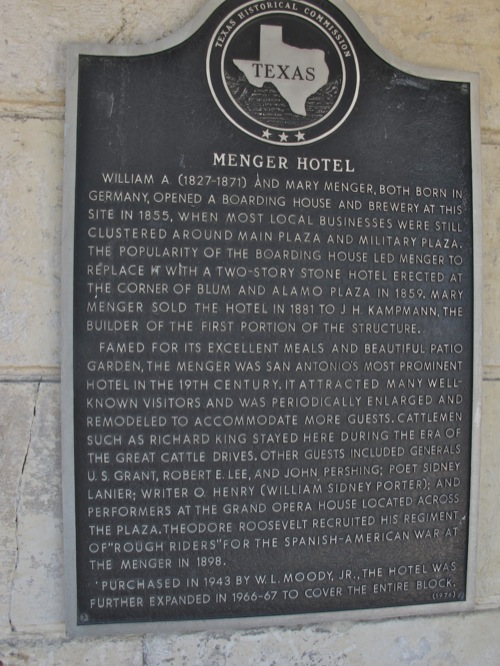 TEXAS HISTORICAL COMMISSION
TEXAS
MENGER HOTEL
WILLIAM A. (1827-1871) AND MARY MENGER, BOTH BORN IN
GERMANY, OPENED A BOARDING HOUSE AND BREWERY AT THIS
SITE IN 1855, WHEN MOST LOCAL BUSINESSES WERE STILL
CLUSTERED AROUND MAIN PLAZA AND MILITARY PLAZA.
THE POPULARITY OF THE BOARDING HOUSE LED MENGER TO
REPLACE IT WITH A TWO-STORY STONE HOTEL ERECTED AT
THE CORNER OF BLUM AND ALAMO PLAZA IN 1859. MARY
MENGER SOLD THE HOTEL IN 1881 TO J H. KAMPMANN, THE
BUILDER OF THE FIRST PORTION OF THE STRUCTURE.
FAMED FOR ITS EXCELLENT MEALS AND BEAUTIFUL PATIO
GARDEN, THE MENGER WAS SAN ANTONIO'S MOST PROMINENT
HOTEL IN THE 19TH CENTURY. IT ATTRACTED MANY WELL-
KNOWN VISITORS AND WAS PERIODICALLY ENLARGED AND
REMODELED TO ACCOMMODATE MORE GUESTS. CATTLEMEN
SUCH AS RICHARD KING STAYED HERE DURING THE ERA OF
THE GREAT CATTLE DRIVES. OTHER GUESTS INCLUDED GENERALS
U. S. GRANT, ROBERT E. LEE, AND JOHN PERSHING; POET SIDNEY
LANIER; WRITER O. HENRY (WILLIAM SIDNEY PORTER); AND
PERFORMERS AT THE GRAND OPERA HOUSE LOCATED ACROSS
THE PLAZA. THEODORE ROOSEVELT RECRUITED HIS REGIMENT
OF "ROUGH RIDERS" FOR THE SPANISH-AMERICAN WAR AT
THE MENGER IN 1898.
PURCHASED IN 1943 BY W. L. MOODY, JR., THE HOTEL WAS
FURTHER EXPANDED IN 1966-67 TO COVER THE ENTIRE BLOCK.
(1976)